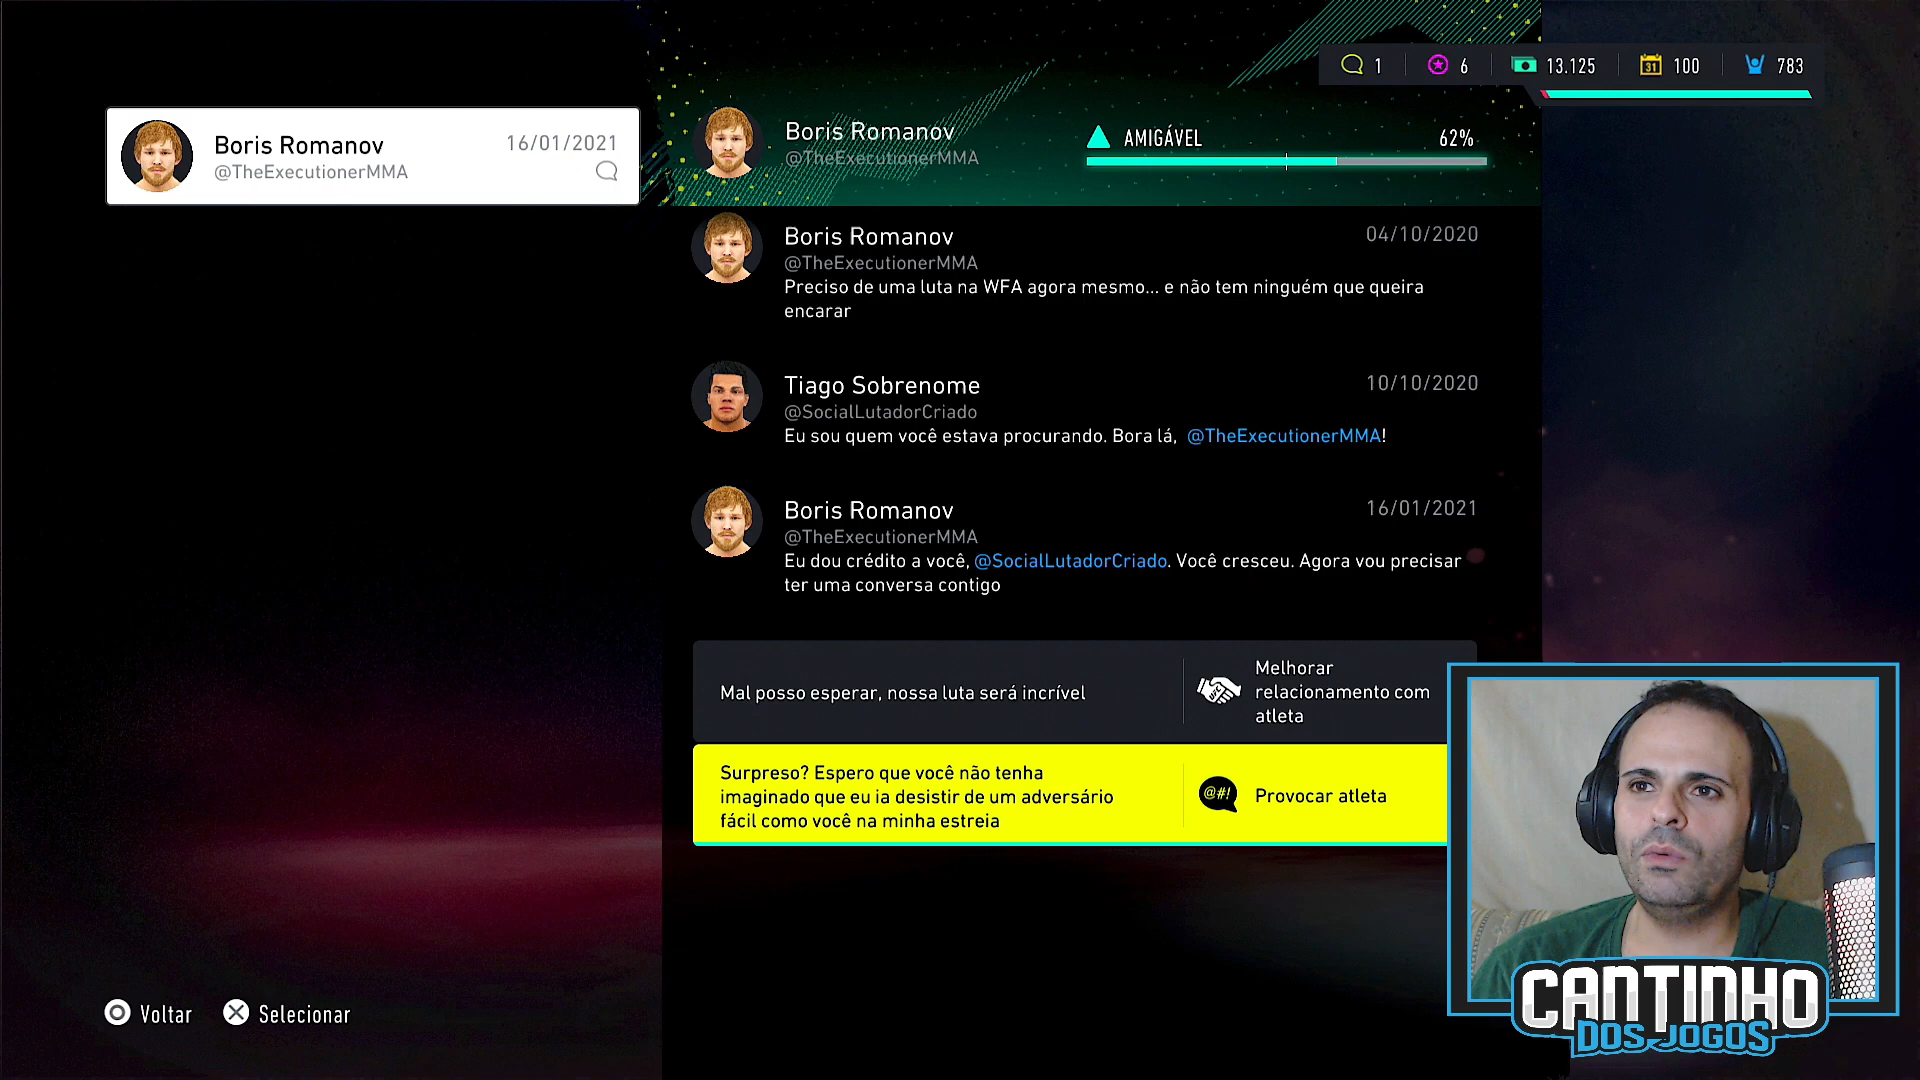 1
6
13.125
31
100
783
Boris Romanov
16/01/2021
@TheExecutionerMMA
Boris Romanov
@TheExecutionerMMA
AMIGÁVEL
62%
Boris Romanov
04/10/2020
@TheExecutionerMMA
Preciso de uma luta na WFA agora mesmo... e não tem ninguém que queira
encarar
Tiago Sobrenome
10/10/2020
@SocialLutadorCriado
Eu sou quem você estava procurando. Bora lá, @TheExecutionerMMA!
Boris Romanov
16/01/2021
@TheExecutionerMMA
Eu dou crédito a você, @SocialLutadorCriado. Você cresceu. Agora vou precisar
ter uma conversa contigo
Mal posso esperar, nossa luta será incrível
UFC
Melhorar
relacionamento com
atleta
Surpreso? Espero que você não tenha
imaginado que eu ia desistir de um adversário
fácil como você na minha estreia
@#!
Provocar atleta
Voltar
Selecionar
CANTINHO
DOS JOGOS